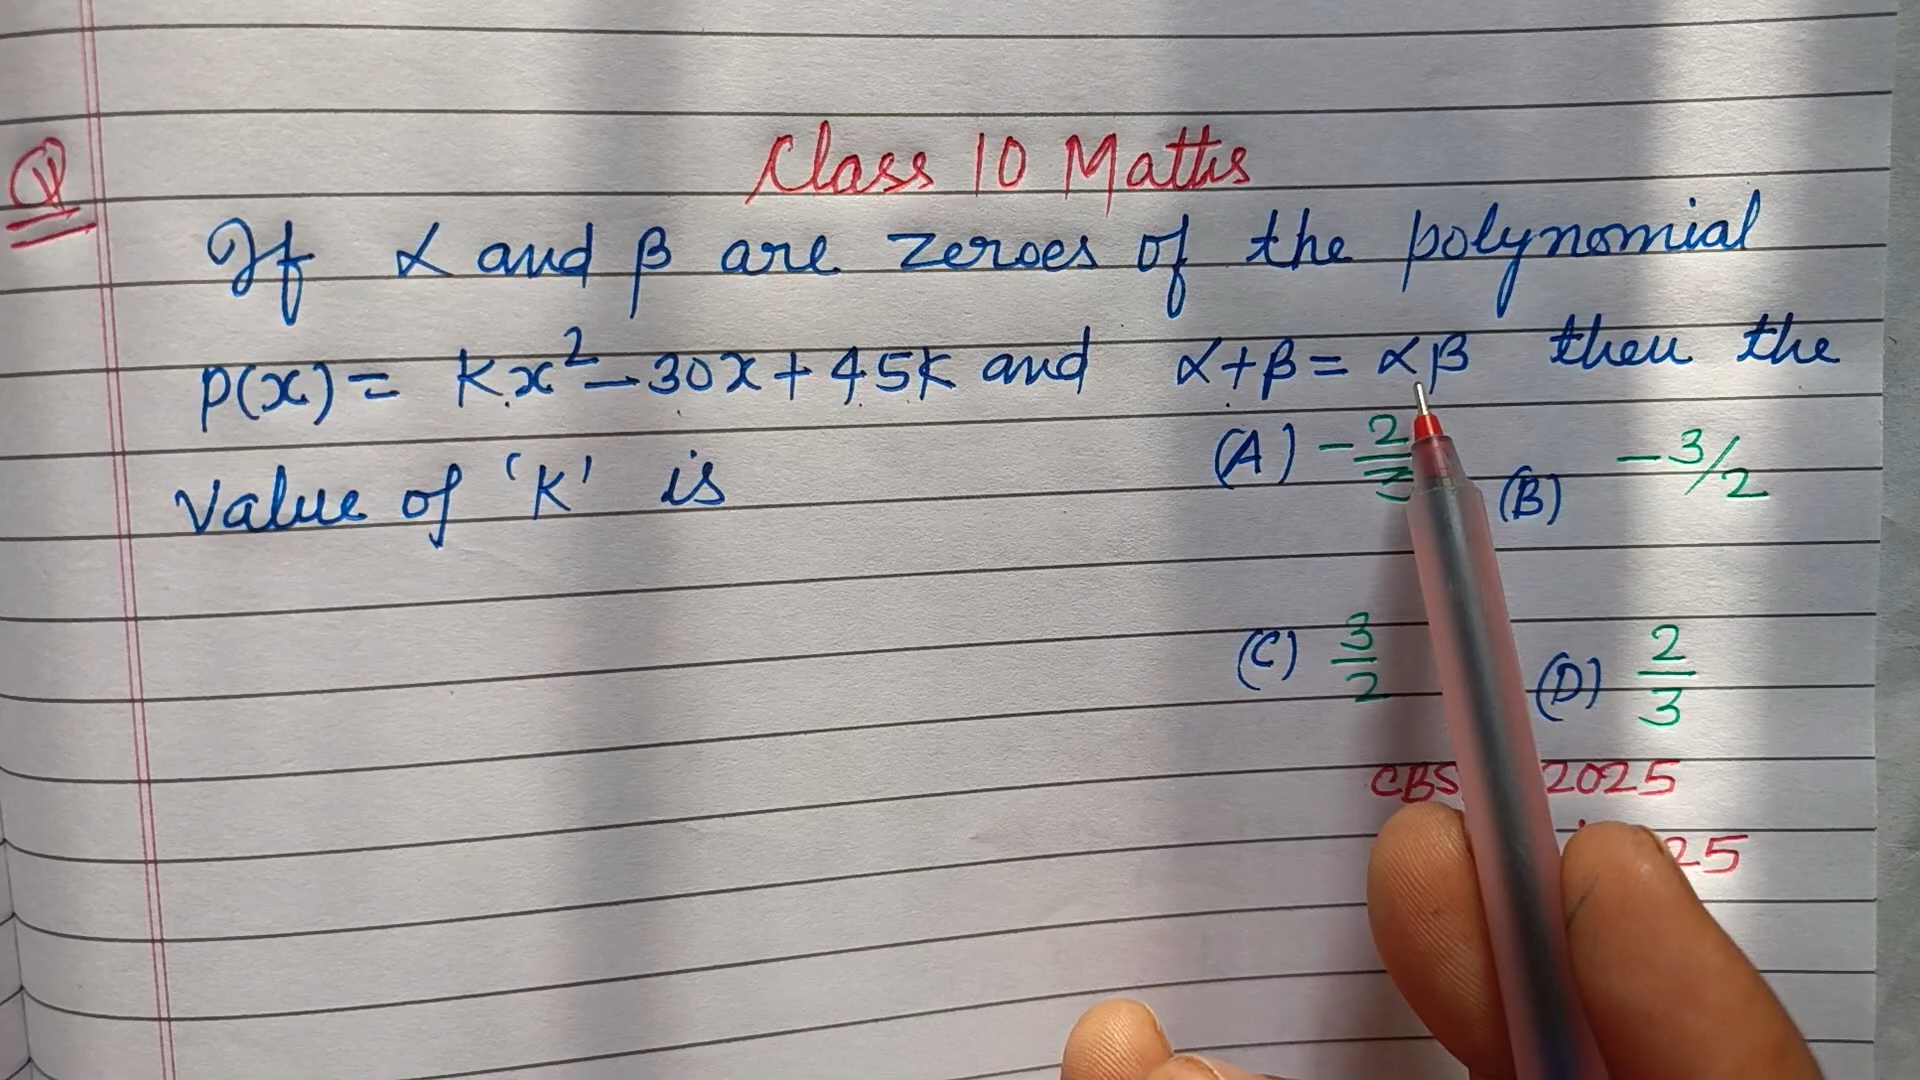 Class 10 Maths
Q
If α and β are zeroes of the polynomial
P(x) = Kx² - 30x + 45k and α+β = αβ then the
value of 'K' is
(A) -2/3 (B) -3/2
(C) 3/2 (D) 2/3
CBS 2025
25